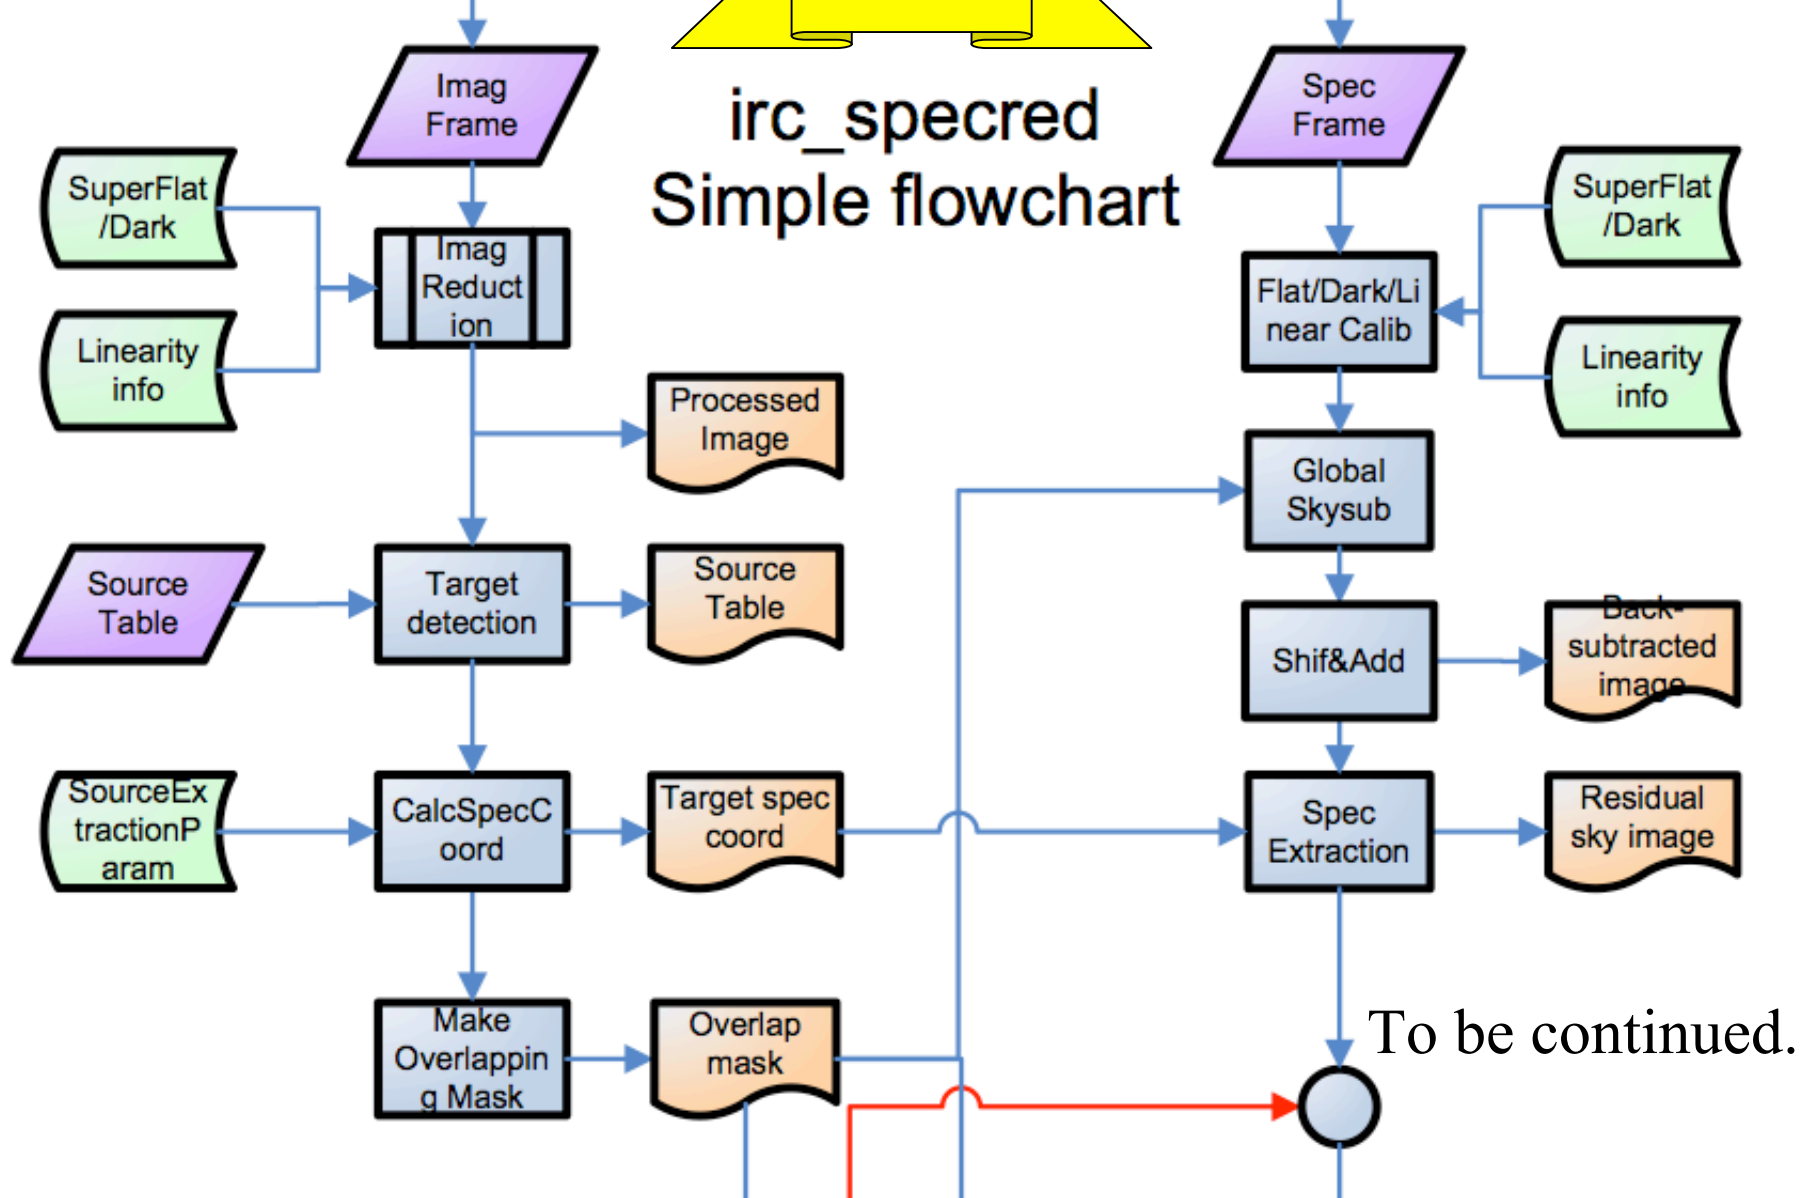 irc_specred
Simple flowchart
Imag
Frame
SuperFlat
/Dark
Imag
Reduct
ion
Linearity
info
Processed
Image
Source
Table
Target
detection
Source
Table
SourceEx
tractionP
aram
CalcSpecC
oord
Target spec
coord
Make
Overlappin
g Mask
Overlap
mask
Spec
Frame
SuperFlat
/Dark
Flat/Dark/Li
near Calib
Linearity
info
Global
Skysub
Shif&Add
Back-
subtracted
image
Spec
Extraction
Residual
sky image
To be continued.